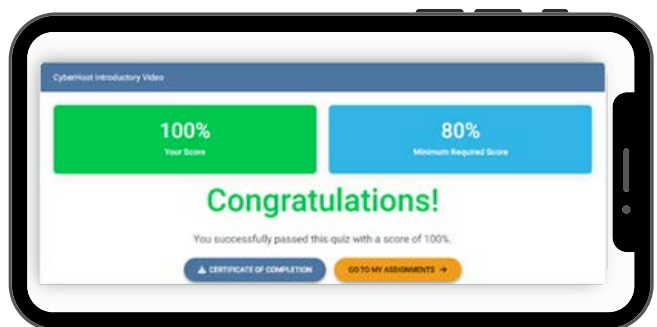 CyberHoot Introductory Video
100%
Your Score
80%
Minimum Required Score
Congratulations!
You successfully passed this quiz with a score of 100%.
CERTIFICATE OF COMPLETION
GO TO MY ASSIGNMENTS →